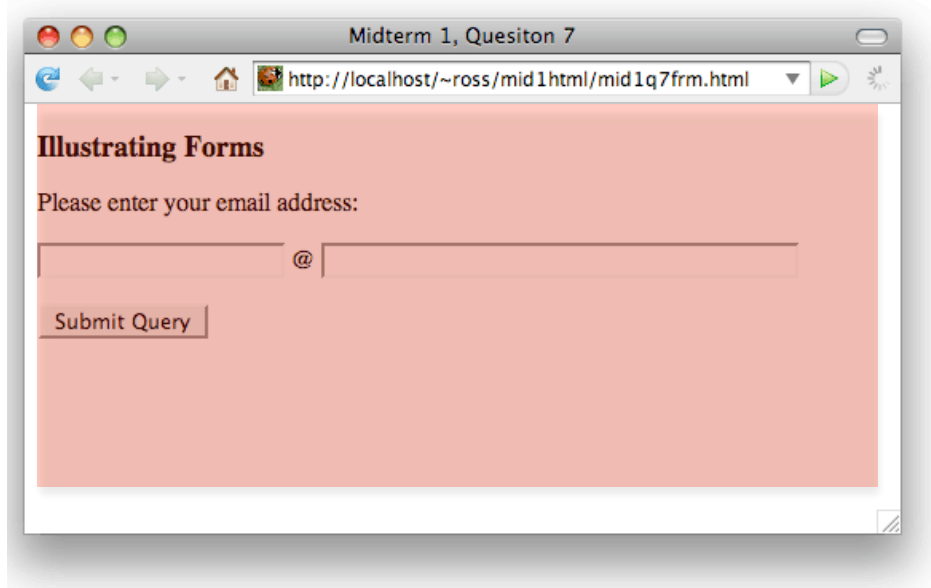 Midterm 1, Quesiton 7
http://localhost/~ross/mid1html/mid1q7frm.html
Illustrating Forms
Please enter your email address:
@
Submit Query